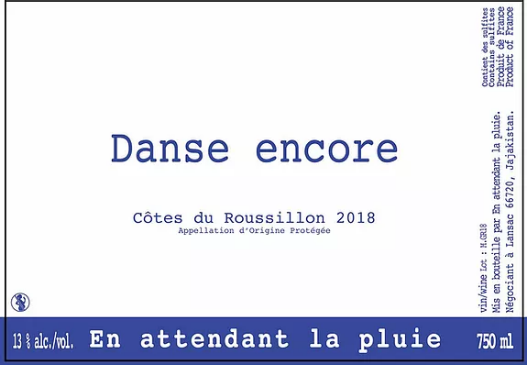 Danse encore
Côtes du Roussillon 2018
Appellation d'Origine Protégée
13 % alc./vol.
En attendant la pluie
750 ml
vin/wine Lot : M.GR18
Mis en bouteille par En attendant la pluie.
Négociant à Lansac 66720, Jajakistan.
Contient des sulfites
Contains sulfites
Produit de France
Product of France